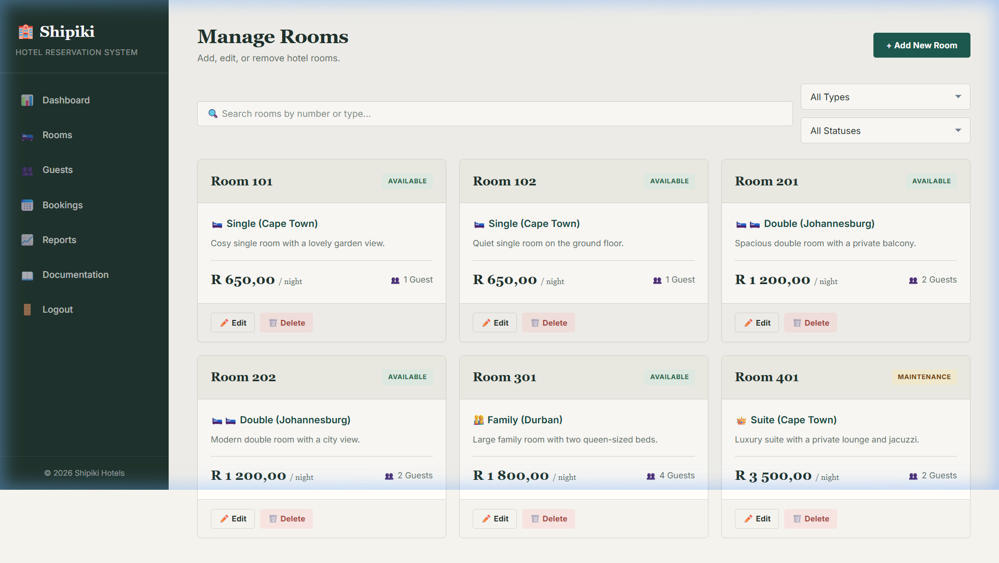 Shipiki
HOTEL RESERVATION SYSTEM
Dashboard
Rooms
Guests
Bookings
Reports
Documentation
Logout
© 2026 Shipiki Hotels
Manage Rooms
Add, edit, or remove hotel rooms.
+ Add New Room
Search rooms by number or type...
All Types
All Statuses
Room 101 AVAILABLE
Single (Cape Town)
Cosy single room with a lovely garden view.
R 650,00 / night 1 Guest
Edit Delete
Room 102 AVAILABLE
Single (Cape Town)
Quiet single room on the ground floor.
R 650,00 / night 1 Guest
Edit Delete
Room 201 AVAILABLE
Double (Johannesburg)
Spacious double room with a private balcony.
R 1 200,00 / night 2 Guests
Edit Delete
Room 202 AVAILABLE
Double (Johannesburg)
Modern double room with a city view.
R 1 200,00 / night 2 Guests
Edit Delete
Room 301 AVAILABLE
Family (Durban)
Large family room with two queen-sized beds.
R 1 800,00 / night 4 Guests
Edit Delete
Room 401 MAINTENANCE
Suite (Cape Town)
Luxury suite with a private lounge and jacuzzi.
R 3 500,00 / night 2 Guests
Edit Delete